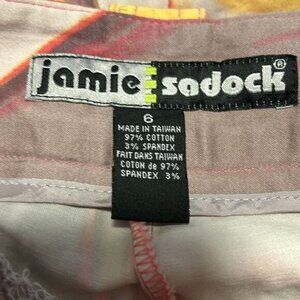 jamie sadock®
6
MADE IN TAIWAN
97% COTTON
3% SPANDEX
FAIT DANS TAIWAN
COTON de 97%
SPANDEX 3%